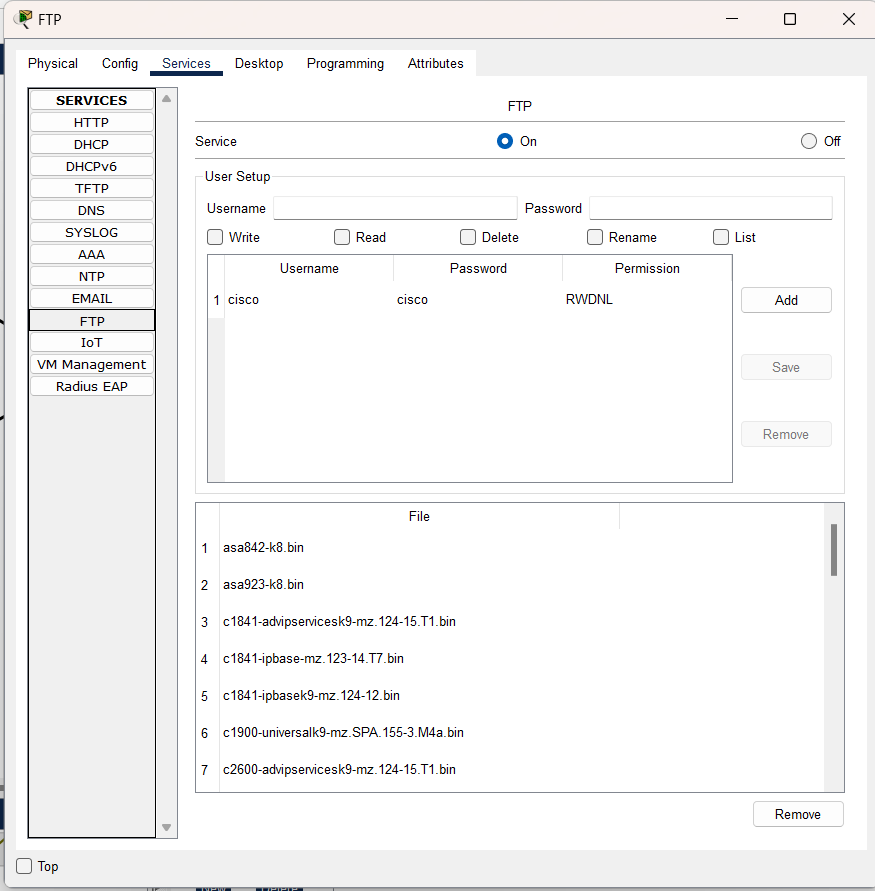 FTP
Physical Config Services Desktop Programming Attributes
SERVICES
HTTP
DHCP
DHCPv6
TFTP
DNS
SYSLOG
AAA
NTP
EMAIL
FTP
IoT
VM Management
Radius EAP
FTP
Service On Off
User Setup
Username Password
Write Read Delete Rename List
Username Password Permission
1 cisco cisco RWDNL
Add
Save
Remove
File
1 asa842-k8.bin
2 asa923-k8.bin
3 c1841-advipservicesk9-mz.124-15.T1.bin
4 c1841-ipbase-mz.123-14.T7.bin
5 c1841-ipbasek9-mz.124-12.bin
6 c1900-universalk9-mz.SPA.155-3.M4a.bin
7 c2600-advipservicesk9-mz.124-15.T1.bin
Remove
Top